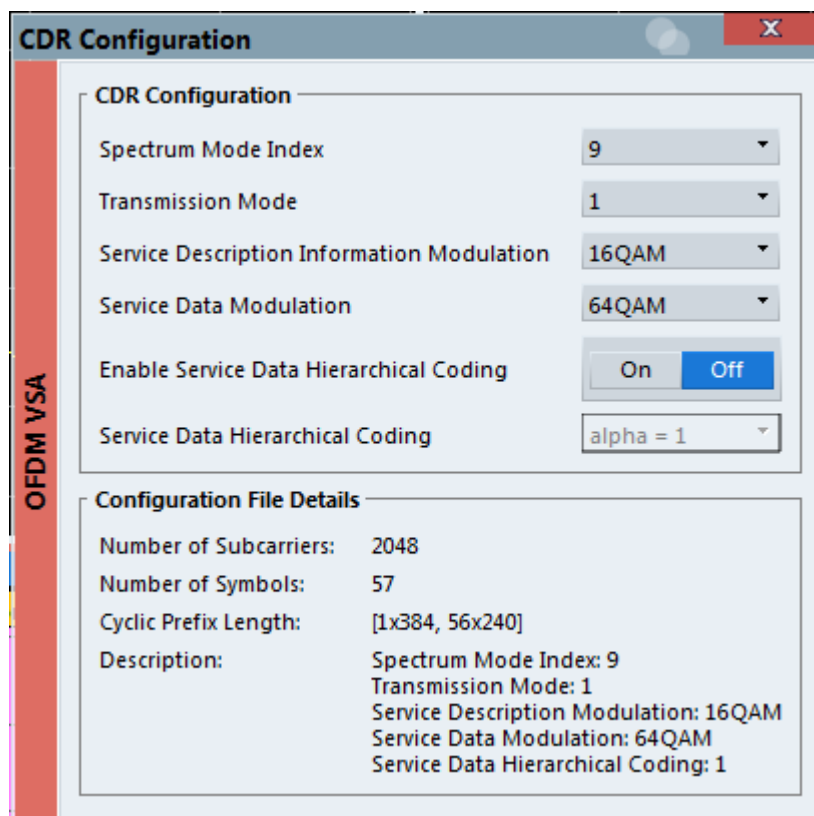 CDR Configuration
OFDM VSA
CDR Configuration
Spectrum Mode Index 9
Transmission Mode 1
Service Description Information Modulation 16QAM
Service Data Modulation 64QAM
Enable Service Data Hierarchical Coding On Off
Service Data Hierarchical Coding alpha = 1
Configuration File Details
Number of Subcarriers: 2048
Number of Symbols: 57
Cyclic Prefix Length: [1x384, 56x240]
Description: Spectrum Mode Index: 9
Transmission Mode: 1
Service Description Modulation: 16QAM
Service Data Modulation: 64QAM
Service Data Hierarchical Coding: 1